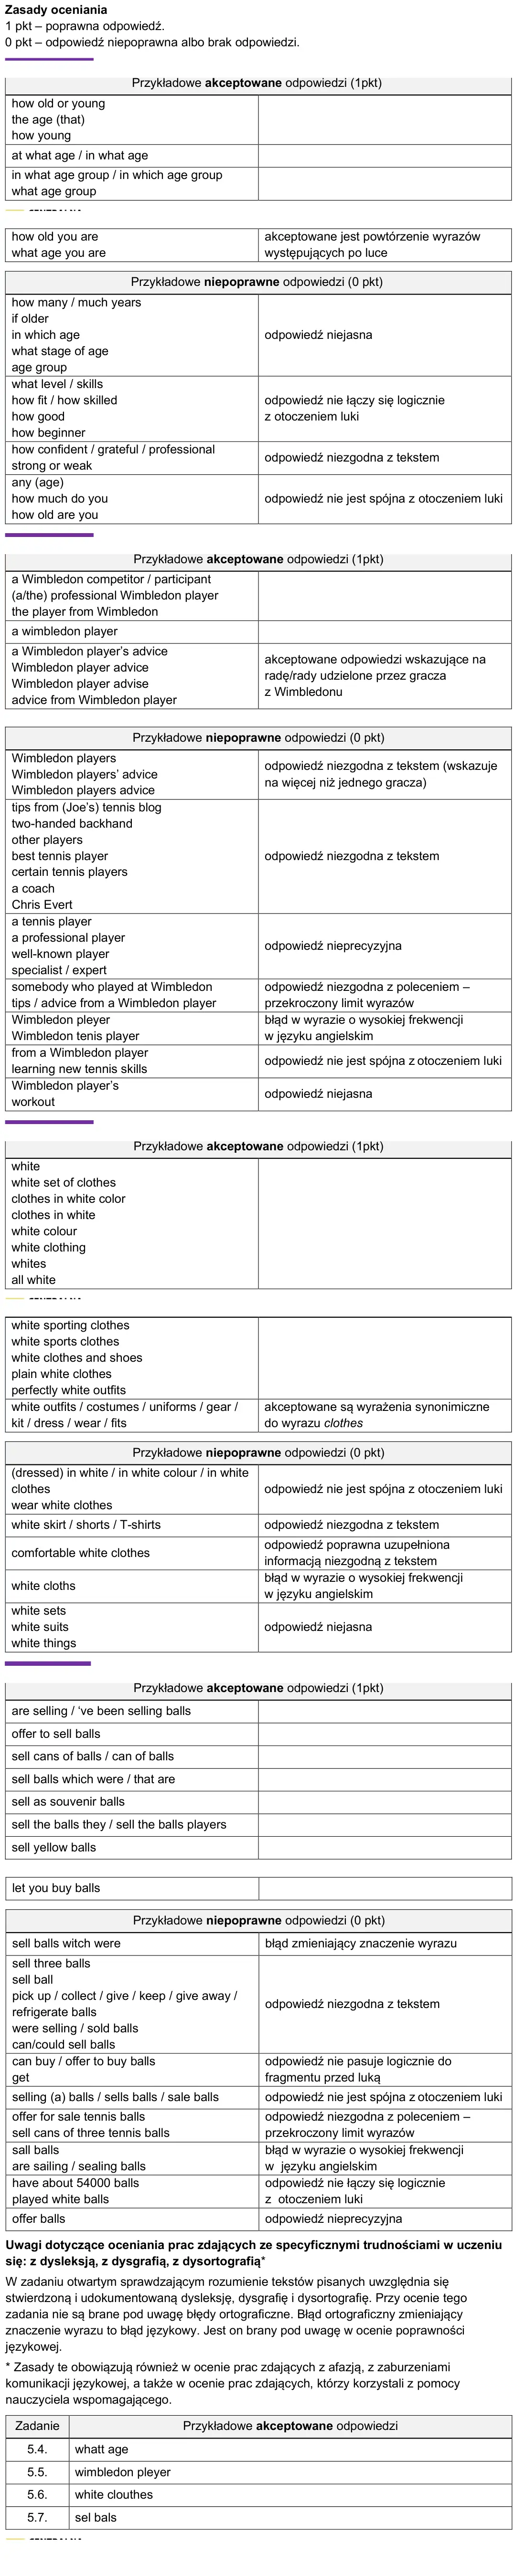 Zasady oceniania
1 pkt – poprawna odpowiedź.
0 pkt – odpowiedź niepoprawna albo brak odpowiedzi.
Przykładowe akceptowane odpowiedzi (1pkt)
how old or young
the age (that)
how young
at what age / in what age
in what age group / in which age group
what age group
how old you are
what age you are
akceptowane jest powtórzenie wyrazów
występujących po luce
Przykładowe niepoprawne odpowiedzi (0 pkt)
how many / much years
if older
in which age
what stage of age
age group
odpowiedź niejasna
what level / skills
how fit / how skilled
how good
how beginner
odpowiedź nie łączy się logicznie
z otoczeniem luki
how confident / grateful / professional
strong or weak
odpowiedź niezgodna z tekstem
any (age)
how much do you
how old are you
odpowiedź nie jest spójna z otoczeniem luki
Przykładowe akceptowane odpowiedzi (1pkt)
a Wimbledon competitor / participant
(a/the) professional Wimbledon player
the player from Wimbledon
a wimbledon player
a Wimbledon player’s advice
Wimbledon player advice
Wimbledon player advise
advice from Wimbledon player
akceptowane odpowiedzi wskazujące na
radę/rady udzielone przez gracza
z Wimbledonu
Przykładowe niepoprawne odpowiedzi (0 pkt)
Wimbledon players
Wimbledon players’ advice
Wimbledon players advice
odpowiedź niezgodna z tekstem (wskazuje
na więcej niż jednego gracza)
tips from (Joe’s) tennis blog
two-handed backhand
other players
best tennis player
certain tennis players
a coach
Chris Evert
odpowiedź niezgodna z tekstem
a tennis player
a professional player
well-known player
specialist / expert
odpowiedź nieprecyzyjna
somebody who played at Wimbledon
tips / advice from a Wimbledon player
odpowiedź niezgodna z poleceniem –
przekroczony limit wyrazów
Wimbledon pleyer
Wimbledon tenis player
błąd w wyrazie o wysokiej frekwencji
w języku angielskim
from a Wimbledon player
learning new tennis skills
odpowiedź nie jest spójna z otoczeniem luki
Wimbledon player’s
workout
odpowiedź niejasna
Przykładowe akceptowane odpowiedzi (1pkt)
white
white set of clothes
clothes in white color
clothes in white
white colour
white clothing
whites
all white
white sporting clothes
white sports clothes
white clothes and shoes
plain white clothes
perfectly white outfits
white outfits / costumes / uniforms / gear /
kit / dress / wear / fits
akceptowane są wyrażenia synonimiczne
do wyrazu clothes
Przykładowe niepoprawne odpowiedzi (0 pkt)
(dressed) in white / in white colour / in white
clothes
wear white clothes
odpowiedź nie jest spójna z otoczeniem luki
white skirt / shorts / T-shirts
odpowiedź niezgodna z tekstem
comfortable white clothes
odpowiedź poprawna uzupełniona
informacją niezgodną z tekstem
white cloths
błąd w wyrazie o wysokiej frekwencji
w języku angielskim
white sets
white suits
white things
odpowiedź niejasna
Przykładowe akceptowane odpowiedzi (1pkt)
are selling / ‘ve been selling balls
offer to sell balls
sell cans of balls / can of balls
sell balls which were / that are
sell as souvenir balls
sell the balls they / sell the balls players
sell yellow balls
let you buy balls
Przykładowe niepoprawne odpowiedzi (0 pkt)
sell balls witch were
błąd zmieniający znaczenie wyrazu
sell three balls
sell ball
pick up / collect / give / keep / give away /
refrigerate balls
were selling / sold balls
can/could sell balls
odpowiedź niezgodna z tekstem
can buy / offer to buy balls
get
odpowiedź nie pasuje logicznie do
fragmentu przed luką
selling (a) balls / sells balls / sale balls
odpowiedź nie jest spójna z otoczeniem luki
offer for sale tennis balls
sell cans of three tennis balls
odpowiedź niezgodna z poleceniem –
przekroczony limit wyrazów
sall balls
are sailing / sealing balls
błąd w wyrazie o wysokiej frekwencji
w języku angielskim
have about 54000 balls
played white balls
odpowiedź nie łączy się logicznie
z otoczeniem luki
offer balls
odpowiedź nieprecyzyjna
Uwagi dotyczące oceniania prac zdających ze specyficznymi trudnościami w uczeniu
się: z dysleksją, z dysgrafią, z dysortografią*
W zadaniu otwartym sprawdzającym rozumienie tekstów pisanych uwzględnia się
stwierdzoną i udokumentowaną dysleksję, dysgrafię i dysortografię. Przy ocenie tego
zadania nie są brane pod uwagę błędy ortograficzne. Błąd ortograficzny zmieniający
znaczenie wyrazu to błąd językowy. Jest on brany pod uwagę w ocenie poprawności
językowej.
* Zasady te obowiązują również w ocenie prac zdających z afazją, z zaburzeniami
komunikacji językowej, a także w ocenie prac zdających, którzy korzystali z pomocy
nauczyciela wspomagającego.
Zadanie Przykładowe akceptowane odpowiedzi
5.4. whatt age
5.5. wimbledon pleyer
5.6. white clouthes
5.7. sel bals